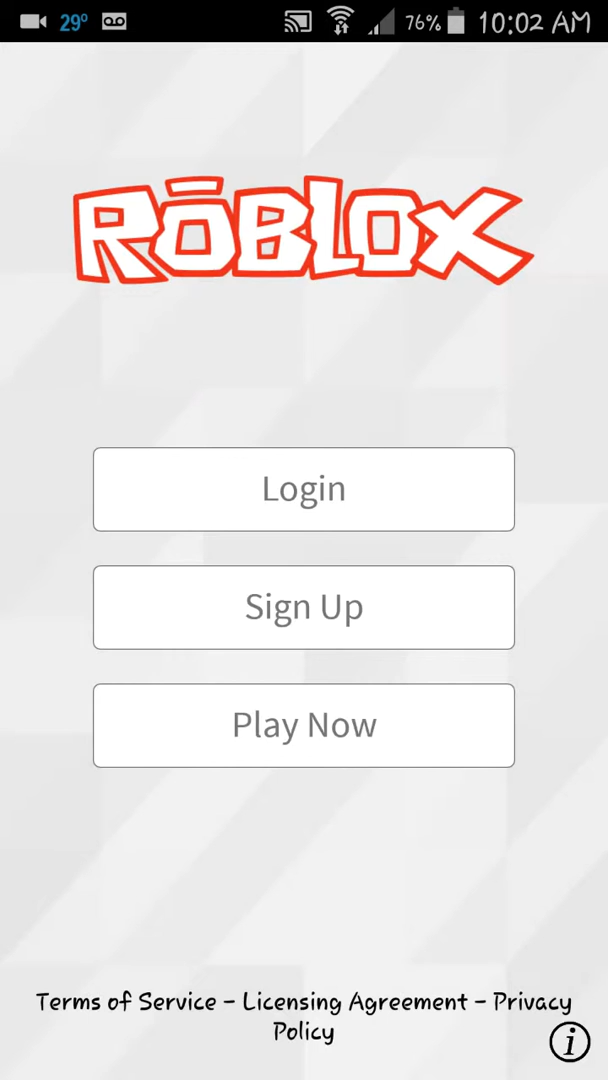 29° 76% 10:02 AM
RŌBLOX
Login
Sign Up
Play Now
Terms of Service - Licensing Agreement - Privacy
Policy
i